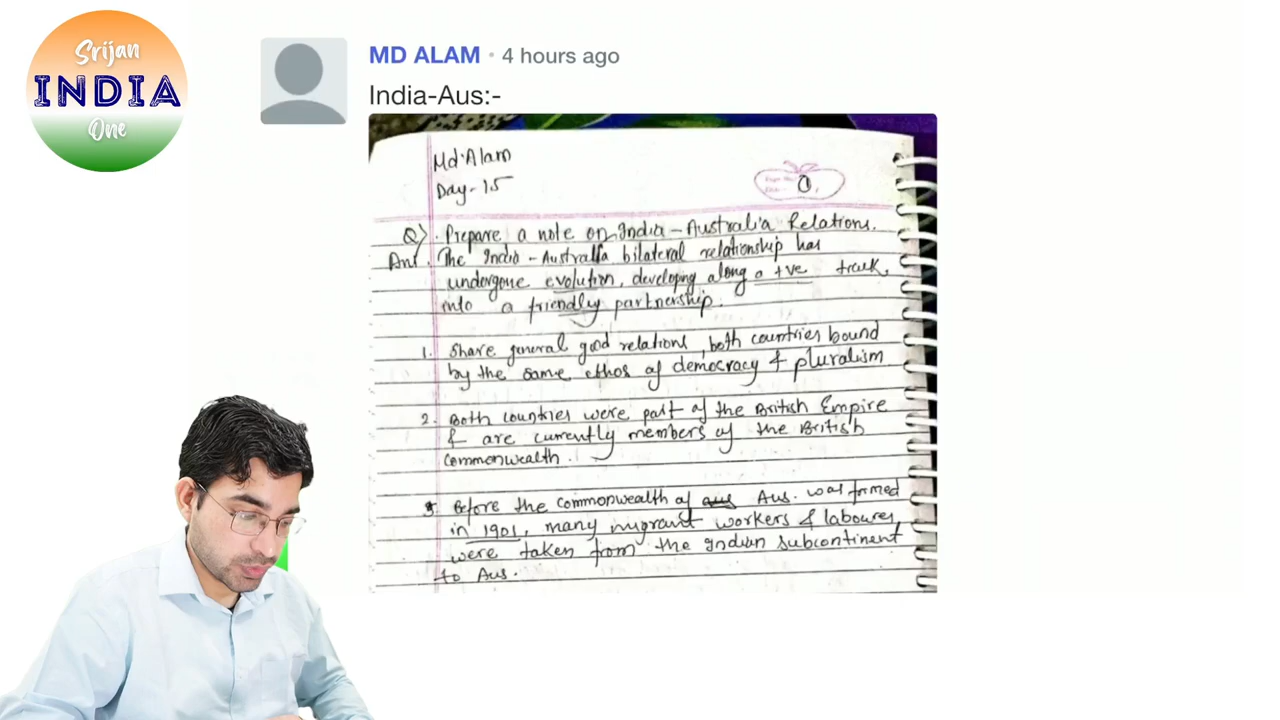 Srijan
INDIA
One
MD ALAM · 4 hours ago
India-Aus:-
Md. Alam
Day - 15
Q) . Prepare a note on India - Australia Relations.
Ans . The India - Australia bilateral relationship has
undergone evolution, developing along a +ve track,
into a friendly partnership.
1. Share general good relations, both countries bound
by the same ethos of democracy & pluralism
2. Both countries were part of the British Empire
& are currently members of the British
Commonwealth.
3. Before the commonwealth of aus Aus. was formed
in 1901, many migrant workers & labourer
were taken from the Indian subcontinent
to Aus.